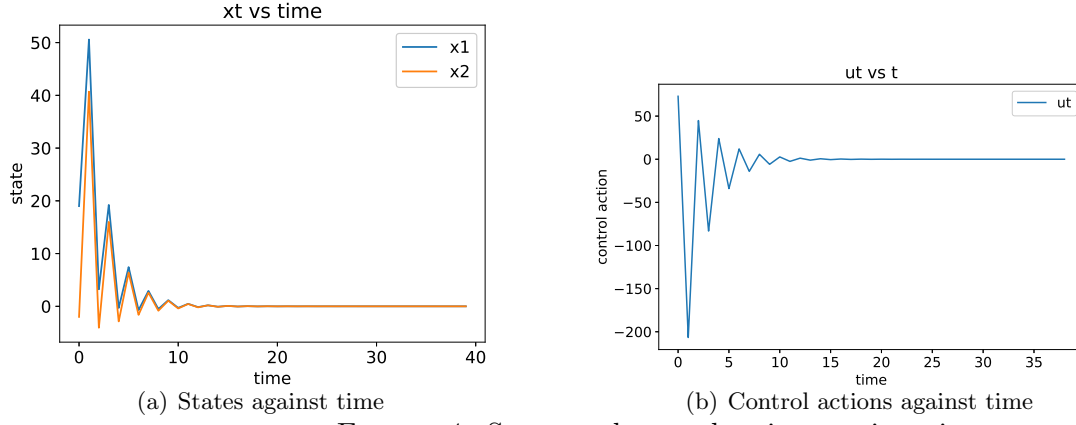 xt vs time
x1
x2
50
40
30
20
10
0
state
0 10 20 30 40
time
(a) States against time
ut vs t
ut
50
0
−50
−100
−150
−200
control action
0 5 10 15 20 25 30 35
time
(b) Control actions against time